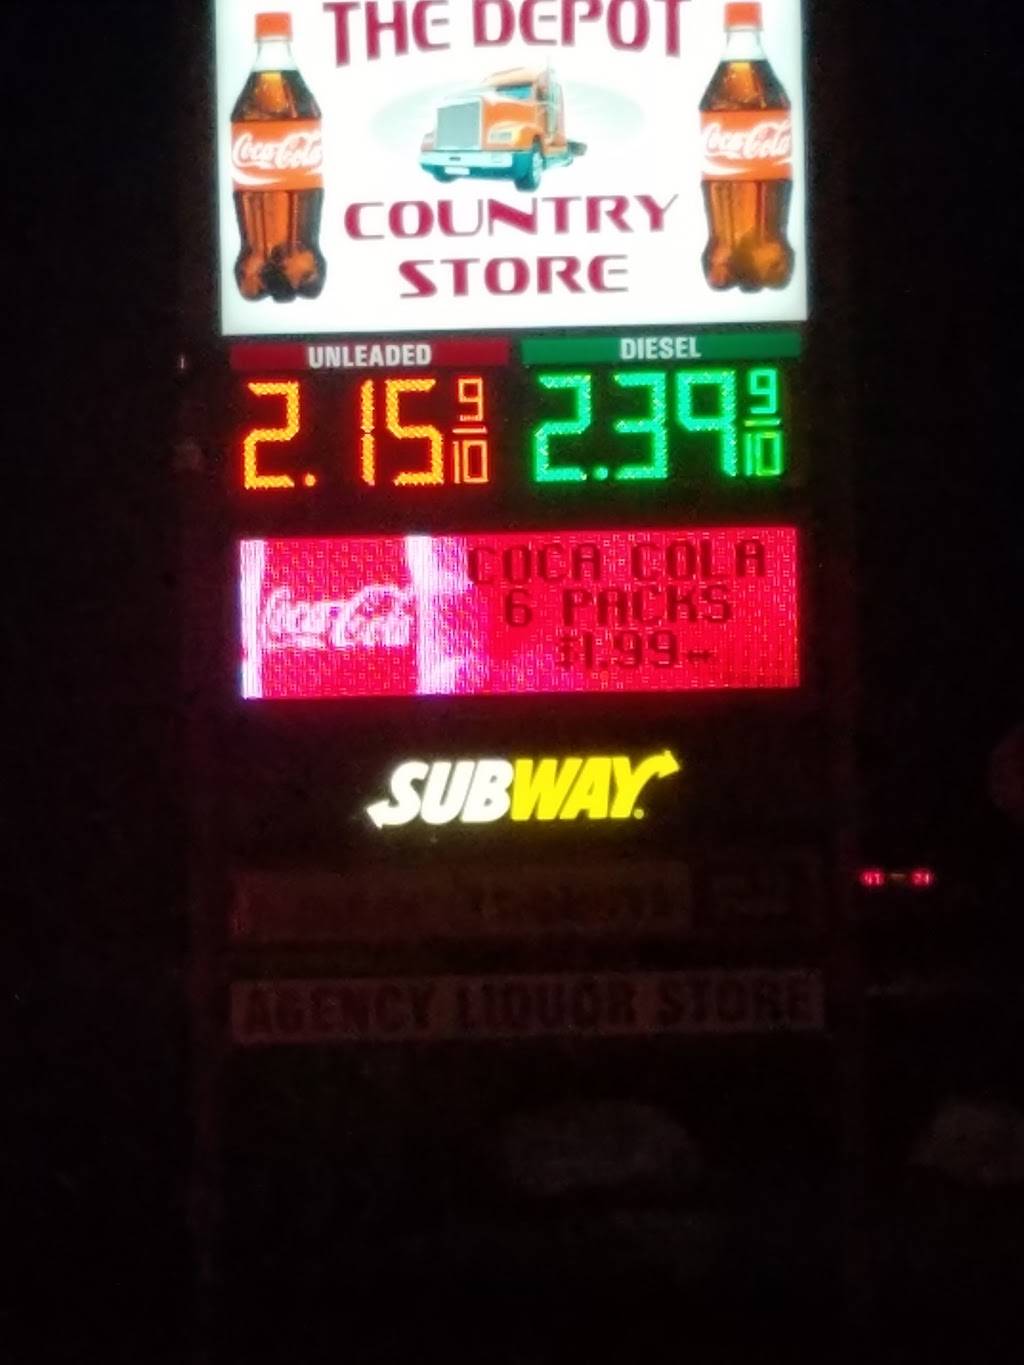 THE DEPOT
Coca-Cola
Coca-Cola
COUNTRY
STORE
UNLEADED
DIESEL
2.15 9/10
2.39 9/10
Coca-Cola
COCA COLA
6 PACKS
$1.99
SUBWAY
AGENCY LIQUOR STORE